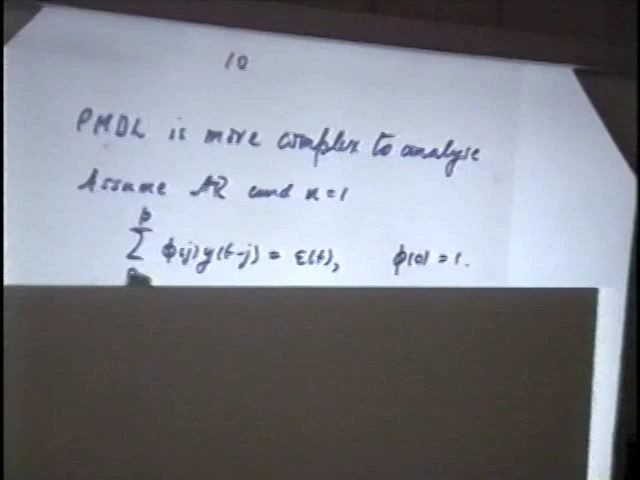 10
PMDL is more complex to analyse
Assume AR and n=1
p
∑ ϕ(j)y(t-j) = ε(t), ϕ(0) = 1.